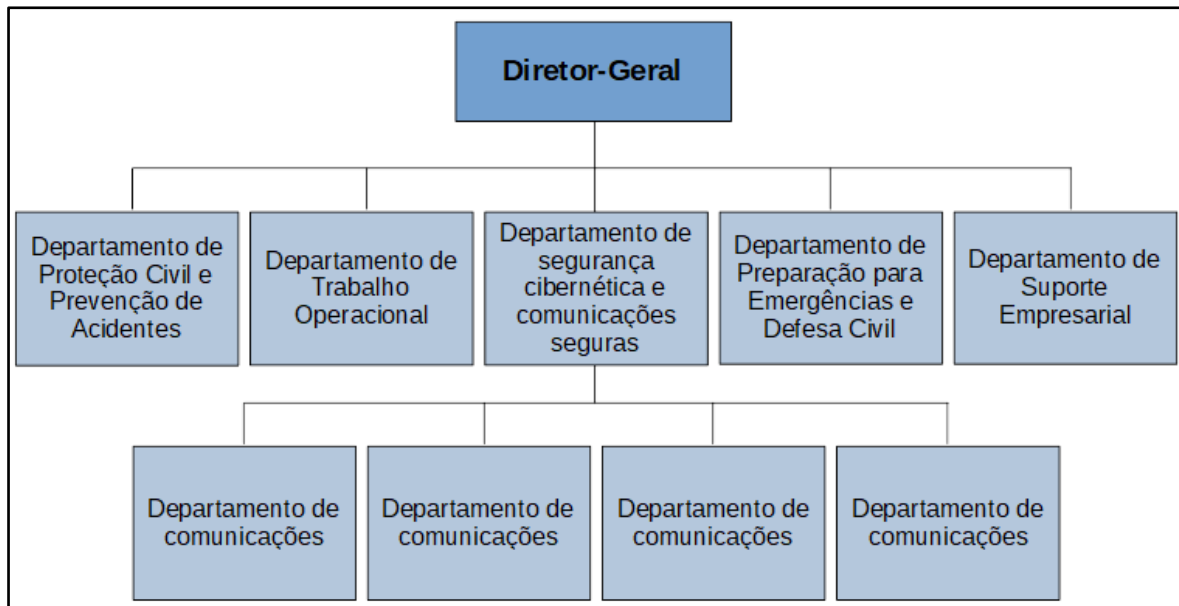 Diretor-Geral
Departamento de
Proteção Civil e
Prevenção de
Acidentes
Departamento de
Trabalho
Operacional
Departamento de
segurança
cibernética e
comunicações
seguras
Departamento de
Preparação para
Emergências e
Defesa Civil
Departamento de
Suporte
Empresarial
Departamento de
comunicações
Departamento de
comunicações
Departamento de
comunicações
Departamento de
comunicações